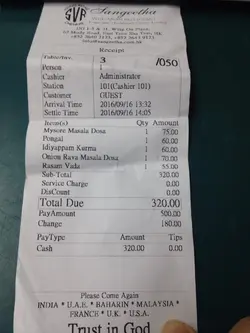 GVR Sangeetha
Receipt
Table/Inv. 3 /OSO
Person 1
Cashier Administrator
Station 101(Cashier 101)
Customer GUEST
Arrival Time 2016/09/16 13:32
Settle Time 2016/09/16 14:05
Item(s) Qty Amount
Mysore Masala Dosa 1 75.00
Pongal 1 60.00
Idiyappam Kurma 1 60.00
Onion Rava Masala Dosa 1 70.00
Rasam Vada 1 55.00
Sub-Total 320.00
Service Charge 0.00
DisCount 0.00
Total Due 320.00
PayAmount 500.00
Change 180.00
PayType Amount Tips
Cash 320.00 0.00
Please Come Again
INDIA * U.A.E. * BAHARIN * MALAYSIA
* FRANCE * U.K. * U.S.A.
Trust in God